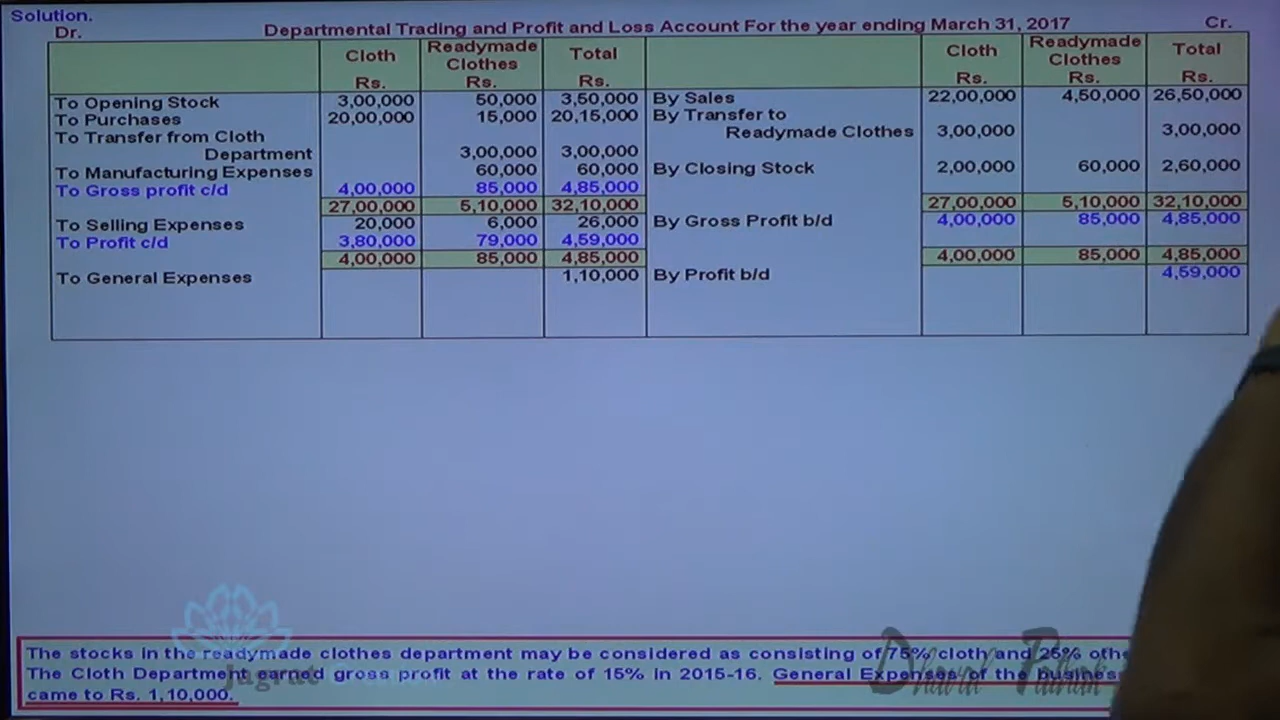 Solution.
Departmental Trading and Profit and Loss Account For the year ending March 31, 2017
Dr. Cr.
Cloth Readymade Clothes Total Cloth Readymade Clothes Total
Rs. Rs. Rs. Rs. Rs. Rs.
To Opening Stock 3,00,000 50,000 3,50,000 By Sales 22,00,000 4,50,000 26,50,000
To Purchases 20,00,000 15,000 20,15,000 By Transfer to
To Transfer from Cloth Readymade Clothes 3,00,000 3,00,000
Department 3,00,000 3,00,000
To Manufacturing Expenses 60,000 60,000 By Closing Stock 2,00,000 60,000 2,60,000
To Gross profit c/d 4,00,000 85,000 4,85,000
27,00,000 5,10,000 32,10,000 27,00,000 5,10,000 32,10,000
To Selling Expenses 20,000 6,000 26,000 By Gross Profit b/d 4,00,000 85,000 4,85,000
To Profit c/d 3,80,000 79,000 4,59,000
4,00,000 85,000 4,85,000 4,00,000 85,000 4,85,000
To General Expenses 1,10,000 By Profit b/d 4,59,000
The stocks in the readymade clothes department may be considered as consisting of 75% cloth and 25% othe
The Cloth Department earned gross profit at the rate of 15% in 2015-16. General Expenses of the busines
came to Rs. 1,10,000.
jagrat
Dhawal Pathak